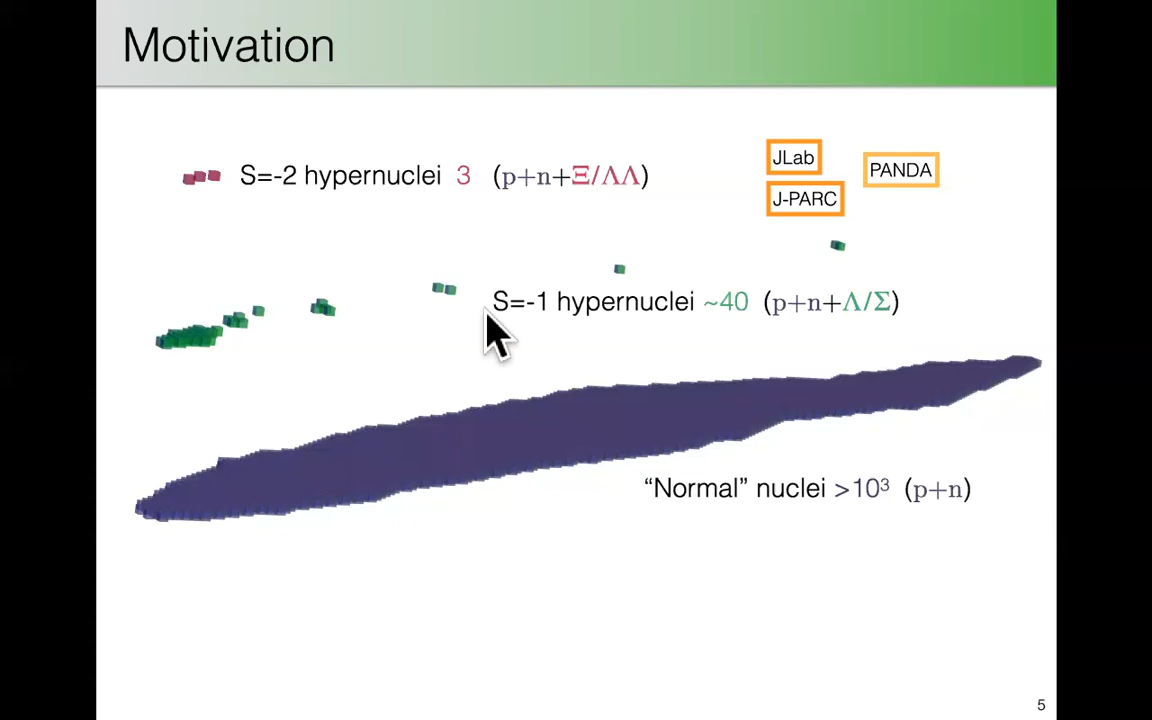 Motivation
S=-2 hypernuclei 3 (p+n+Ξ/ΛΛ)
JLab
J-PARC
PANDA
S=-1 hypernuclei ~40 (p+n+Λ/Σ)
“Normal” nuclei >10³ (p+n)
5